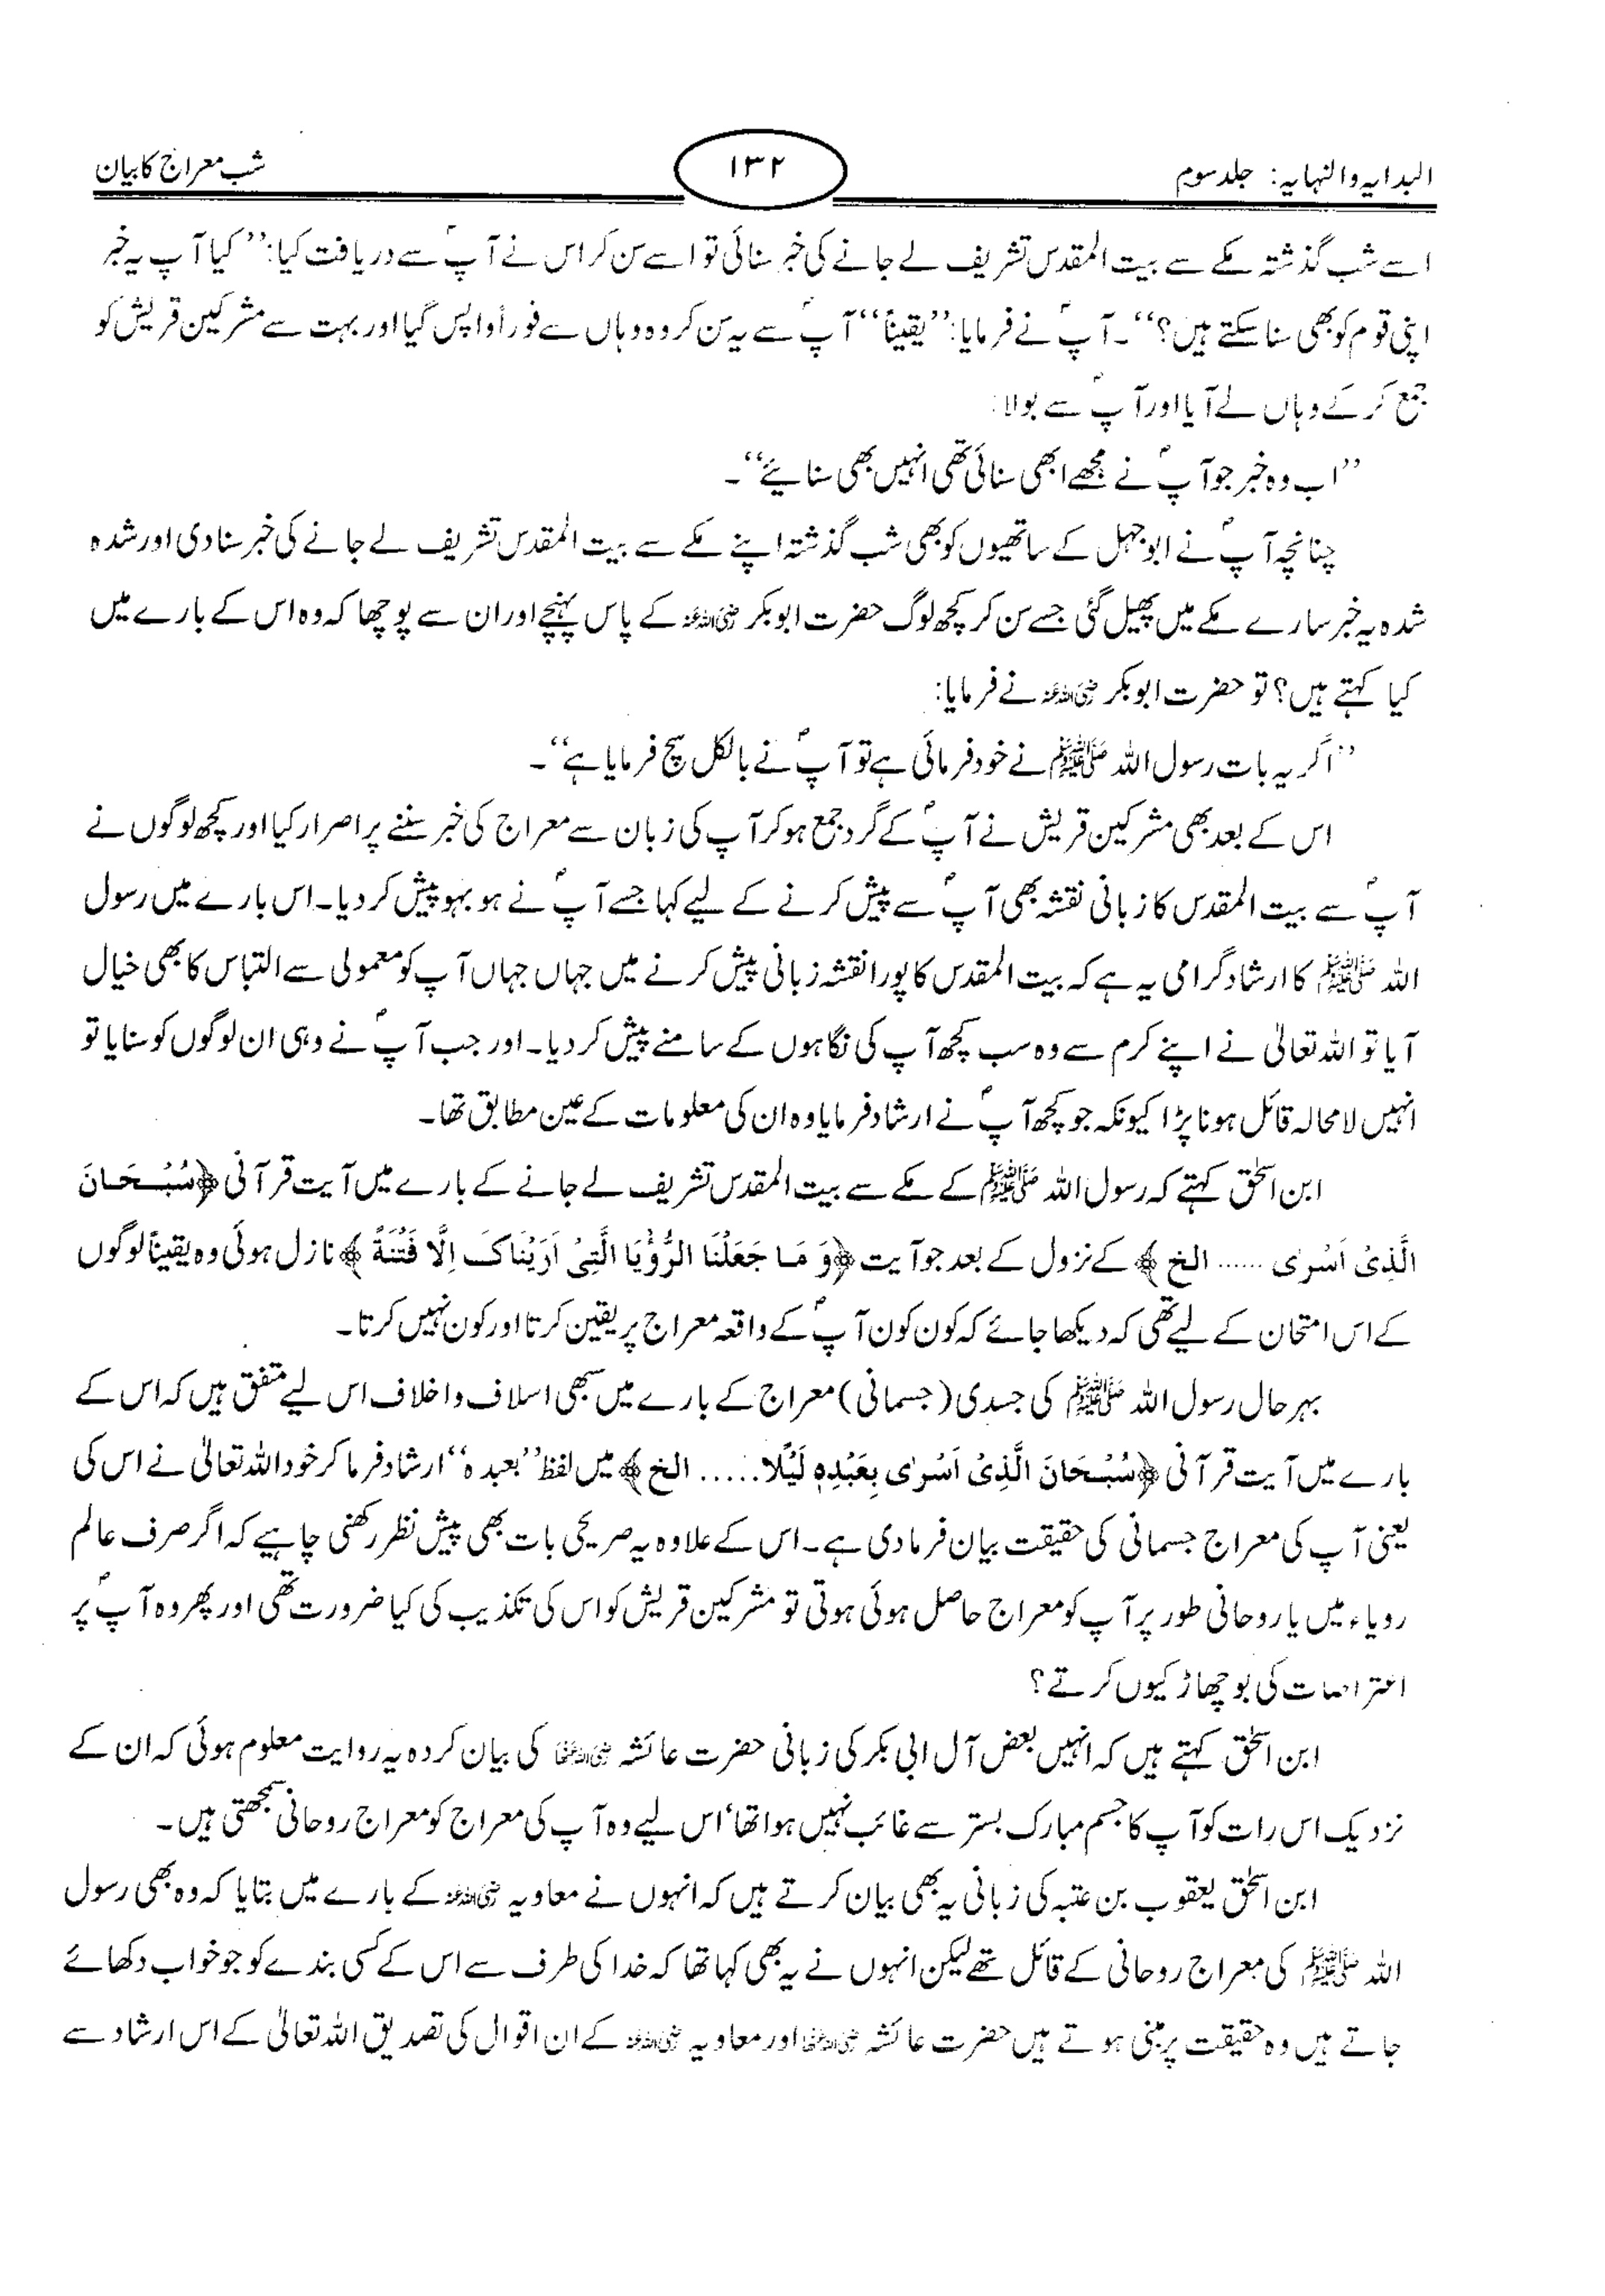 البدایہ والنہایہ: جلد سوم
۱۳۲
شب معراج کا بیان
اسے شب گذشتہ مکے سے بیت المقدس تشریف لے جانے کی خبر سنائی تو اسے سن کر اس نے آپؐ سے دریافت کیا: ''کیا آپ یہ خبر
اپنی قوم کو بھی سنا سکتے ہیں؟''۔ آپؐ نے فرمایا: ''یقیناً'' آپؐ سے یہ سن کر وہ وہاں سے فوراً واپس گیا اور بہت سے مشرکین قریش کو
جمع کر کے وہاں لے آیا اور آپؐ سے بولا:
''اب وہ خبر جو آپؐ نے مجھے ابھی سنائی تھی انہیں بھی سنایئے''۔
چنانچہ آپؐ نے ابوجہل کے ساتھیوں کو بھی شب گذشتہ اپنے مکے سے بیت المقدس تشریف لے جانے کی خبر سنا دی اور شدہ
شدہ یہ خبر سارے مکے میں پھیل گئی جسے سن کر کچھ لوگ حضرت ابوبکر رضی اللہ عنہ کے پاس پہنچے اور ان سے پوچھا کہ وہ اس کے بارے میں
کیا کہتے ہیں؟ تو حضرت ابوبکر رضی اللہ عنہ نے فرمایا:
''اگر یہ بات رسول اللہ ﷺ نے خود فرمائی ہے تو آپؐ نے بالکل سچ فرمایا ہے''۔
اس کے بعد بھی مشرکین قریش نے آپؐ کے گرد جمع ہو کر آپ کی زبان سے معراج کی خبر سننے پر اصرار کیا اور کچھ لوگوں نے
آپؐ سے بیت المقدس کا زبانی نقشہ بھی آپؐ سے پیش کرنے کے لیے کہا جسے آپؐ نے ہو بہو پیش کر دیا۔ اس بارے میں رسول
اللہ ﷺ کا ارشاد گرامی یہ ہے کہ بیت المقدس کا پورا نقشہ زبانی پیش کرنے میں جہاں جہاں آپ کو معمولی سے التباس کا بھی خیال
آیا تو اللہ تعالیٰ نے اپنے کرم سے وہ سب کچھ آپ کی نگاہوں کے سامنے پیش کر دیا۔ اور جب آپؐ نے وہی ان لوگوں کو سنایا تو
انہیں لا محالہ قائل ہونا پڑا کیونکہ جو کچھ آپؐ نے ارشاد فرمایا وہ ان کی معلومات کے عین مطابق تھا۔
ابن اسحٰق کہتے کہ رسول اللہ ﷺ کے مکے سے بیت المقدس تشریف لے جانے کے بارے میں آیت قرآنی ﴿سُبْحَانَ
الَّذِیْ اَسْرٰی ...... الخ﴾ کے نزول کے بعد جو آیت ﴿وَ مَا جَعَلْنَا الرُّؤْیَا الَّتِیْ اَرَیْنَاکَ اِلَّا فَتْنَةً﴾ نازل ہوئی وہ یقیناً لوگوں
کے اس امتحان کے لیے تھی کہ دیکھا جائے کہ کون کون آپؐ کے واقعہ معراج پر یقین کرتا اور کون نہیں کرتا۔
بہر حال رسول اللہ ﷺ کی جسدی (جسمانی) معراج کے بارے میں سبھی اسلاف و اخلاف اس لیے متفق ہیں کہ اس کے
بارے میں آیت قرآنی ﴿سُبْحَانَ الَّذِیْ اَسْرٰی بِعَبْدِہٖ لَیْلًا..... الخ﴾ میں لفظ ''بعبدہ'' ارشاد فرما کر خود اللہ تعالیٰ نے اس کی
یعنی آپ کی معراج جسمانی کی حقیقت بیان فرما دی ہے۔ اس کے علاوہ یہ صریحی بات بھی پیش نظر رکھنی چاہیے کہ اگر صرف عالم
رویاء میں یا روحانی طور پر آپ کو معراج حاصل ہوئی ہوتی تو مشرکین قریش کو اس کی تکذیب کی کیا ضرورت تھی اور پھر وہ آپؐ پر
اعتراضات کی بوچھاڑ کیوں کرتے؟
ابن اسحٰق کہتے ہیں کہ انہیں بعض آل ابی بکر کی زبانی حضرت عائشہ رضی اللہ عنہا کی بیان کردہ یہ روایت معلوم ہوئی کہ ان کے
نزدیک اس رات کو آپ کا جسم مبارک بستر سے غائب نہیں ہوا تھا' اس لیے وہ آپ کی معراج کو معراج روحانی سمجھتی ہیں۔
ابن اسحٰق یعقوب بن عتبہ کی زبانی یہ بھی بیان کرتے ہیں کہ انہوں نے معاویہ رضی اللہ عنہ کے بارے میں بتایا کہ وہ بھی رسول
اللہ ﷺ کی معراج روحانی کے قائل تھے لیکن انہوں نے یہ بھی کہا تھا کہ خدا کی طرف سے اس کے کسی بندے کو جو خواب دکھائے
جاتے ہیں وہ حقیقت پر مبنی ہوتے ہیں حضرت عائشہ رضی اللہ عنہا اور معاویہ رضی اللہ عنہ کے ان اقوال کی تصدیق اللہ تعالیٰ کے اس ارشاد سے